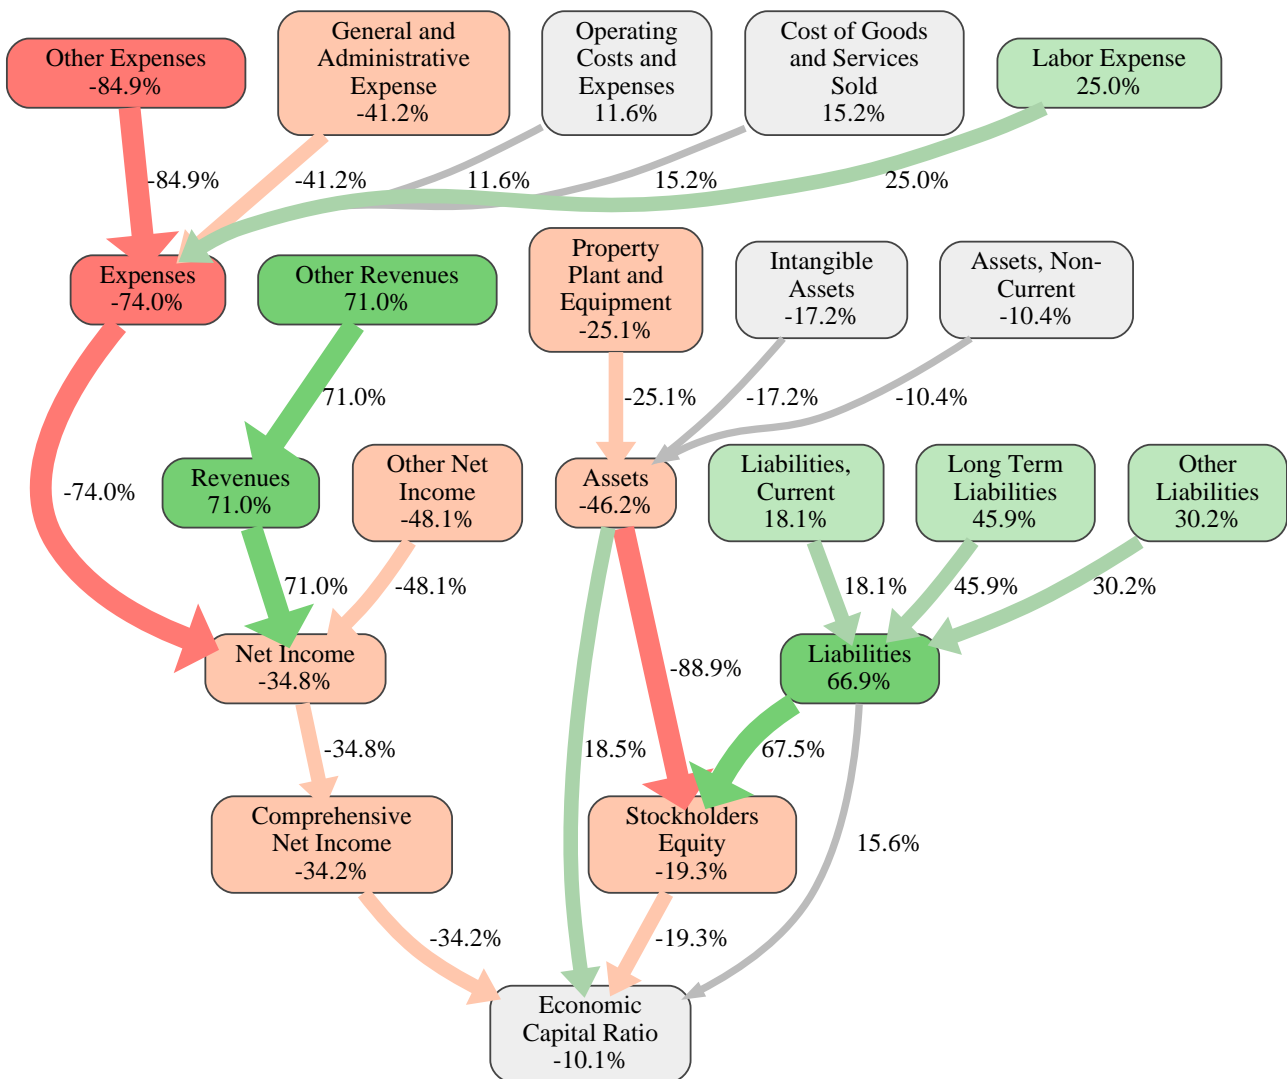 Other Expenses
-84.9%
General and
Administrative
Expense
-41.2%
Operating
Costs and
Expenses
11.6%
Cost of Goods
and Services
Sold
15.2%
Labor Expense
25.0%
-84.9%
-41.2%
11.6%
15.2%
25.0%
Expenses
-74.0%
Other Revenues
71.0%
Property
Plant and
Equipment
-25.1%
Intangible
Assets
-17.2%
Assets, Non-
Current
-10.4%
71.0%
-25.1%
-17.2%
-10.4%
-74.0%
Revenues
71.0%
Other Net
Income
-48.1%
Assets
-46.2%
Liabilities,
Current
18.1%
Long Term
Liabilities
45.9%
Other
Liabilities
30.2%
71.0%
-48.1%
18.1%
45.9%
30.2%
Net Income
-34.8%
-88.9%
Liabilities
66.9%
-34.8%
18.5%
67.5%
Comprehensive
Net Income
-34.2%
Stockholders
Equity
-19.3%
15.6%
-34.2%
-19.3%
Economic
Capital Ratio
-10.1%